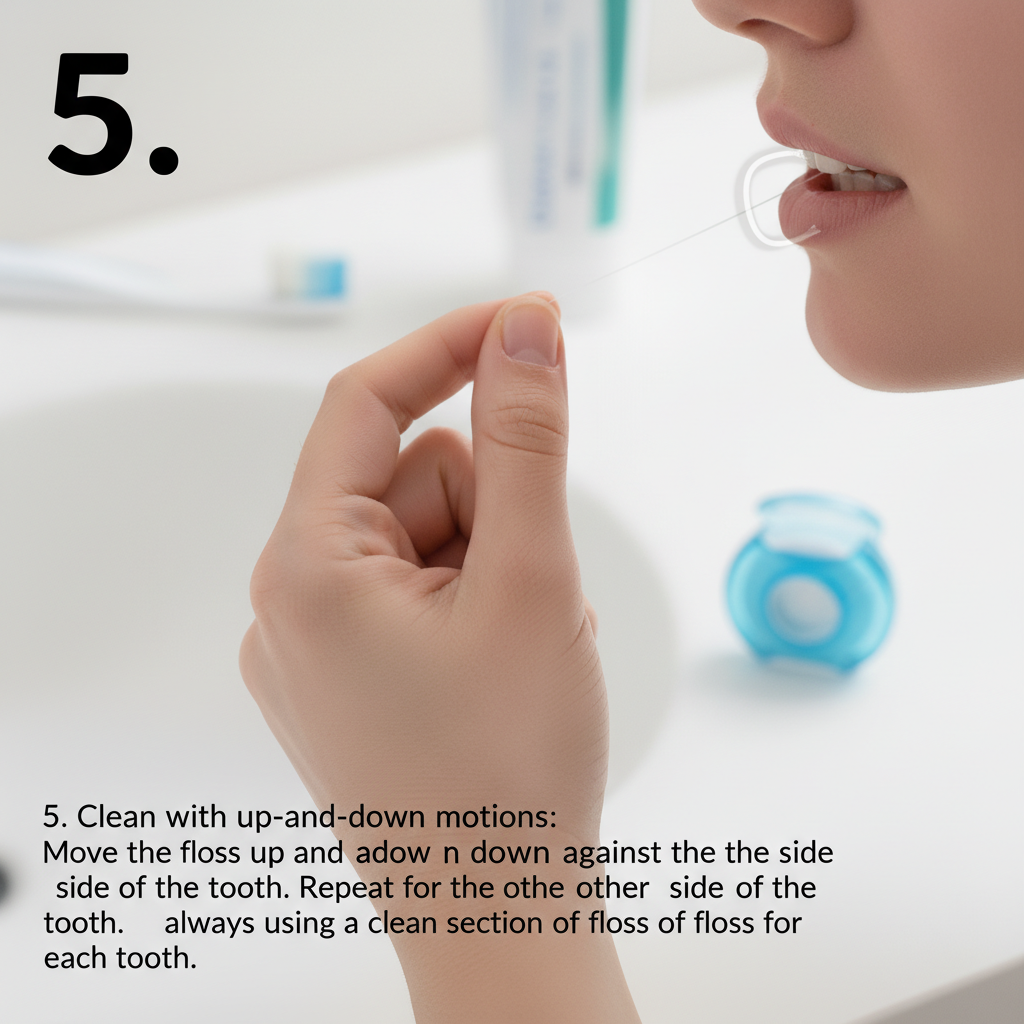 5.
5. Clean with up-and-down motions:
Move the floss up and adow n down against the the side
side of the tooth. Repeat for the othe other side of the
tooth. always using a clean section of floss of floss for
each tooth.